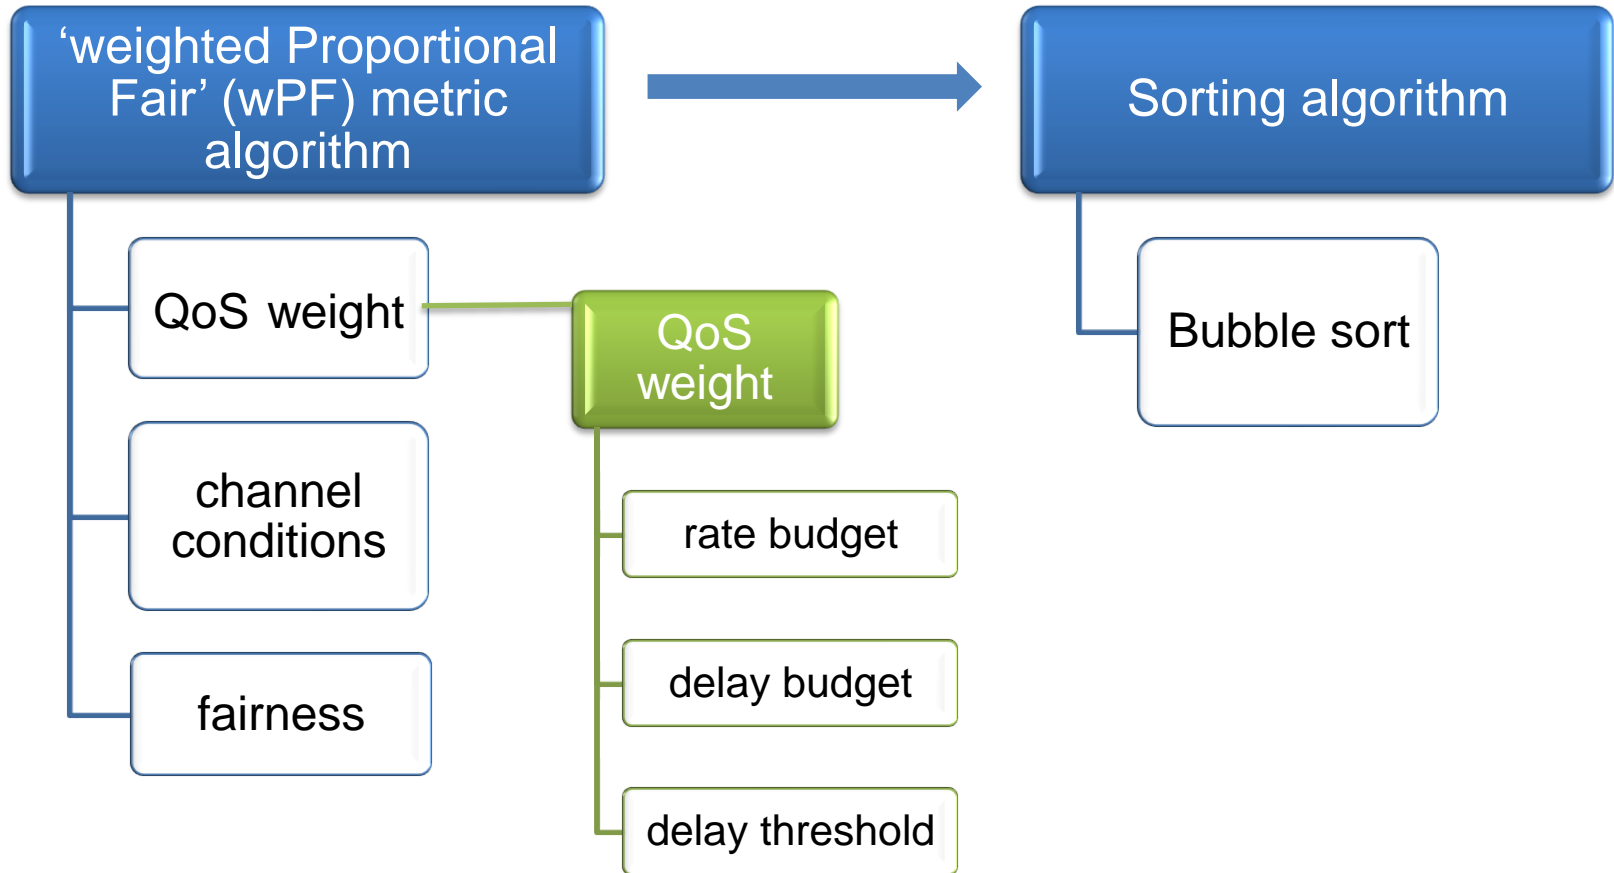 ‘weighted Proportional
Fair’ (wPF) metric
algorithm
Sorting algorithm
QoS weight
channel
conditions
fairness
QoS
weight
rate budget
delay budget
delay threshold
Bubble sort